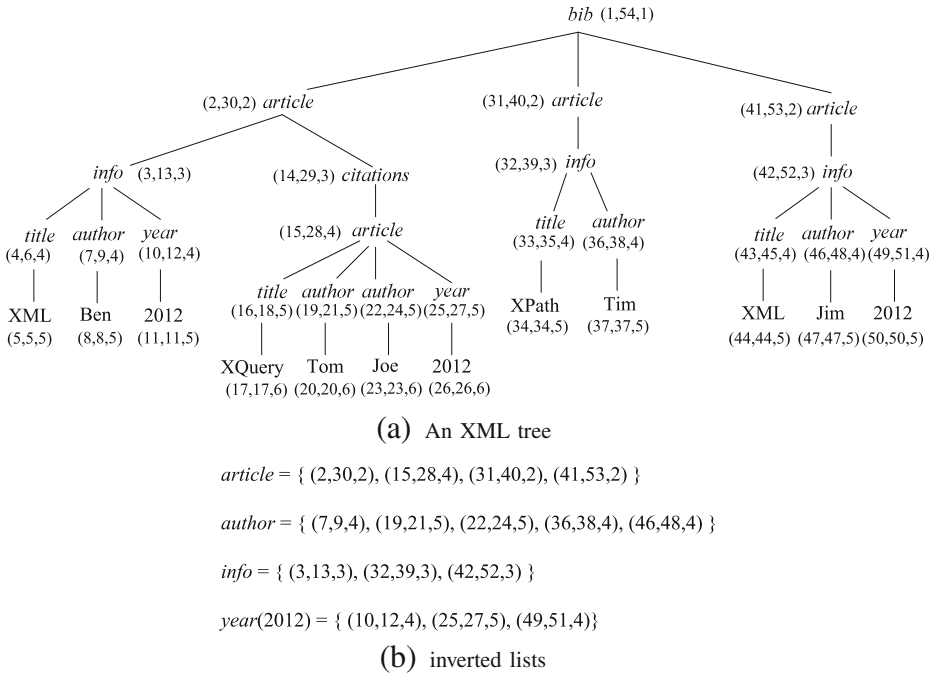 bib (1,54,1)
(2,30,2) article
(31,40,2) article
(41,53,2) article
info (3,13,3)
(14,29,3) citations
(32,39,3) info
(42,52,3) info
title author year
(4,6,4) (7,9,4) (10,12,4)
(15,28,4) article
title author
(33,35,4) (36,38,4)
title author year
(43,45,4) (46,48,4) (49,51,4)
XML Ben 2012
(5,5,5) (8,8,5) (11,11,5)
title author author year
(16,18,5) (19,21,5) (22,24,5) (25,27,5)
XPath Tim
(34,34,5) (37,37,5)
XML Jim 2012
(44,44,5) (47,47,5) (50,50,5)
XQuery Tom Joe 2012
(17,17,6) (20,20,6) (23,23,6) (26,26,6)
(a) An XML tree
article = { (2,30,2), (15,28,4), (31,40,2), (41,53,2) }
author = { (7,9,4), (19,21,5), (22,24,5), (36,38,4), (46,48,4) }
info = { (3,13,3), (32,39,3), (42,52,3) }
year(2012) = { (10,12,4), (25,27,5), (49,51,4)}
(b) inverted lists